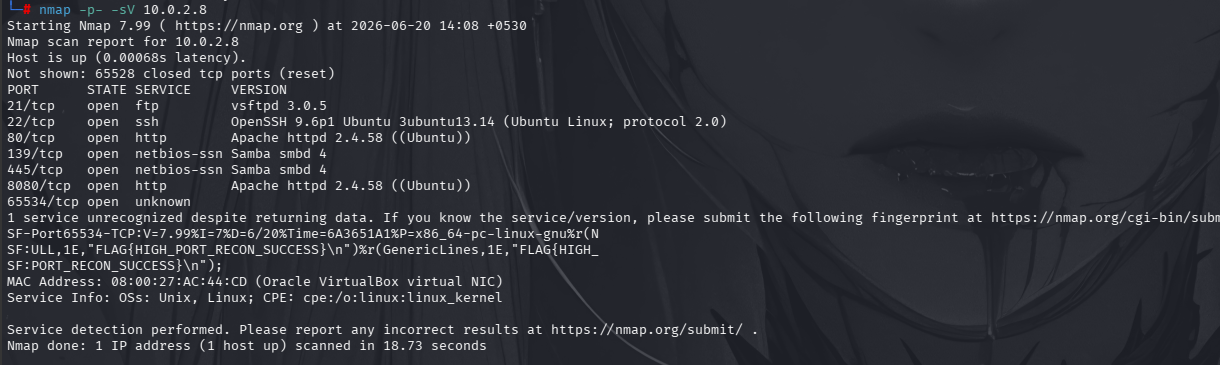 └─# nmap -p- -sV 10.0.2.8
Starting Nmap 7.99 ( https://nmap.org ) at 2026-06-20 14:08 +0530
Nmap scan report for 10.0.2.8
Host is up (0.00068s latency).
Not shown: 65528 closed tcp ports (reset)
PORT      STATE SERVICE     VERSION
21/tcp    open  ftp         vsftpd 3.0.5
22/tcp    open  ssh         OpenSSH 9.6p1 Ubuntu 3ubuntu13.14 (Ubuntu Linux; protocol 2.0)
80/tcp    open  http        Apache httpd 2.4.58 ((Ubuntu))
139/tcp   open  netbios-ssn Samba smbd 4
445/tcp   open  netbios-ssn Samba smbd 4
8080/tcp  open  http        Apache httpd 2.4.58 ((Ubuntu))
65534/tcp open  unknown
1 service unrecognized despite returning data. If you know the service/version, please submit the following fingerprint at https://nmap.org/cgi-bin/subm
SF-Port65534-TCP:V=7.99%I=7%D=6/20%Time=6A3651A1%P=x86_64-pc-linux-gnu%r(N
SF:ULL,1E,"FLAG{HIGH_PORT_RECON_SUCCESS}\n")%r(GenericLines,1E,"FLAG{HIGH_
SF:PORT_RECON_SUCCESS}\n");
MAC Address: 08:00:27:AC:44:CD (Oracle VirtualBox virtual NIC)
Service Info: OSs: Unix, Linux; CPE: cpe:/o:linux:linux_kernel

Service detection performed. Please report any incorrect results at https://nmap.org/submit/ .
Nmap done: 1 IP address (1 host up) scanned in 18.73 seconds